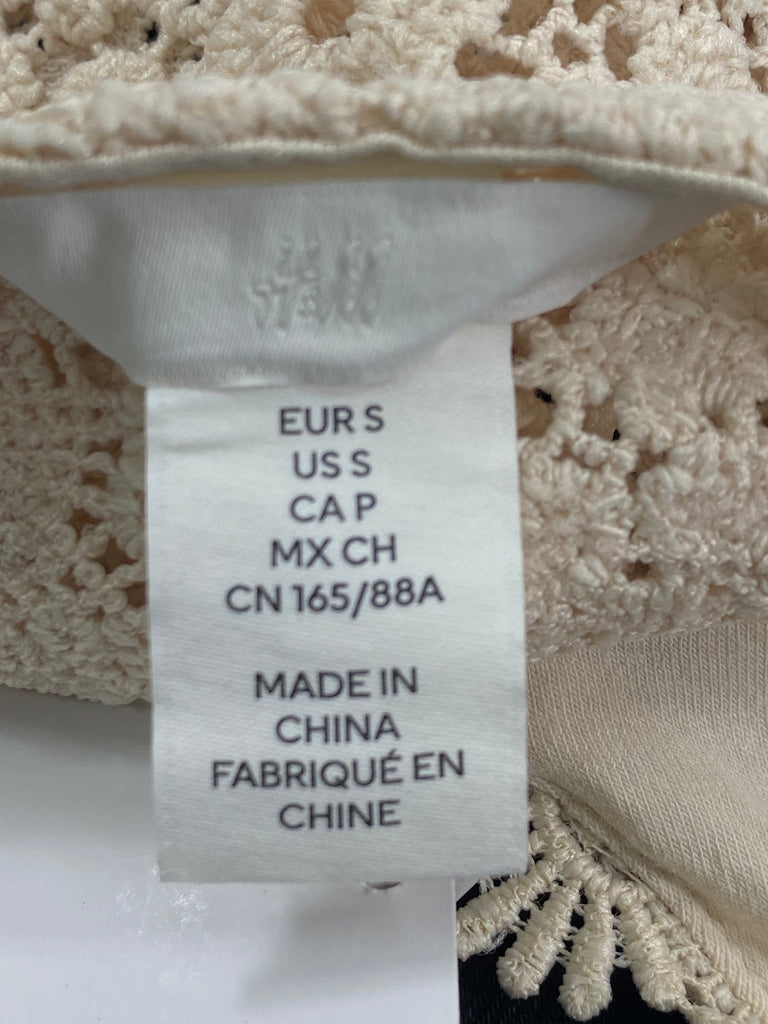 EUR S
US S
CA P
MX CH
CN 165/88A
MADE IN
CHINA
FABRIQUÉ EN
CHINE